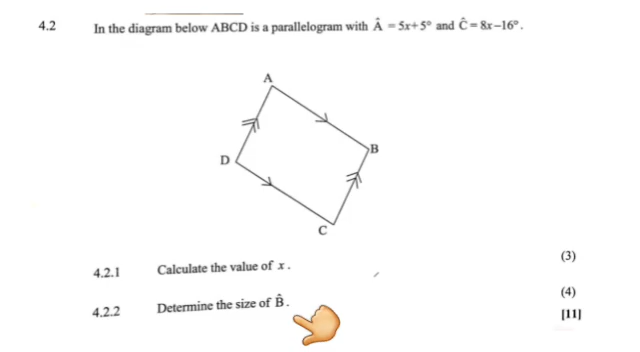 4.2 In the diagram below ABCD is a parallelogram with Â = 5x+5° and Ĉ = 8x−16°.
A
B
D
C
(3)
4.2.1 Calculate the value of x.
(4)
4.2.2 Determine the size of B̂.
[11]